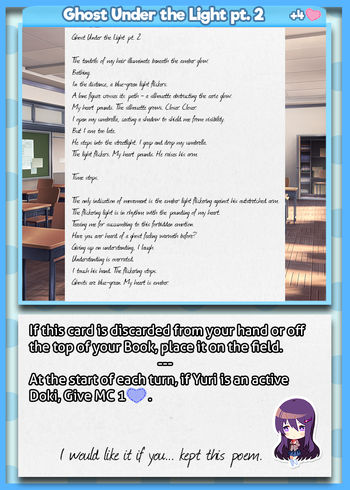 Ghost Under the Light pt. 2
+4
Ghost Under the Light pt. 2
The tendrils of my hair illuminate beneath the amber glow.
Bathing.
In the distance, a blue-green light flickers.
A lone figure crosses its path - a silhouette obstructing the eerie glow.
My heart pounds. The silhouette grows. Closer. Closer.
I open my umbrella, casting a shadow to shield me from visibility.
But I am too late.
He steps into the streetlight. I gasp and drop my umbrella.
The light flickers. My heart pounds. He raises his arm.
Time stops.
The only indication of movement is the amber light flickering against his outstretched arm.
The flickering light is in rhythm with the pounding of my heart.
Teasing me for succumbing to this forbidden emotion.
Have you ever heard of a ghost feeling warmth before?
Giving up on understanding, I laugh.
Understanding is overrated.
I touch his hand. The flickering stops.
Ghosts are blue-green. My heart is amber.
If this card is discarded from your hand or off
the top of your Book, place it on the field.
---
At the start of each turn, if Yuri is an active
Doki, Give MC 1 .
I would like it if you... kept this poem.